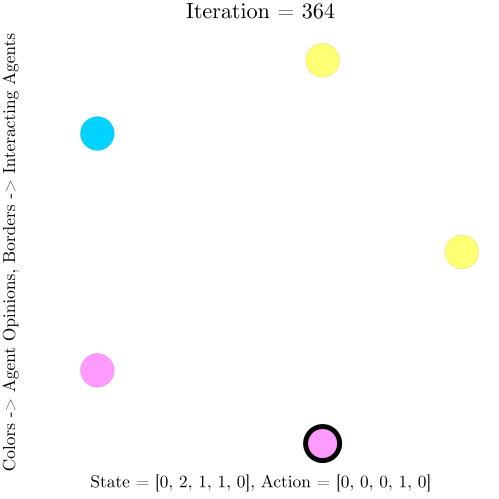 Iteration = 364
Colors -> Agent Opinions, Borders -> Interacting Agents
State = [0, 2, 1, 1, 0], Action = [0, 0, 0, 1, 0]